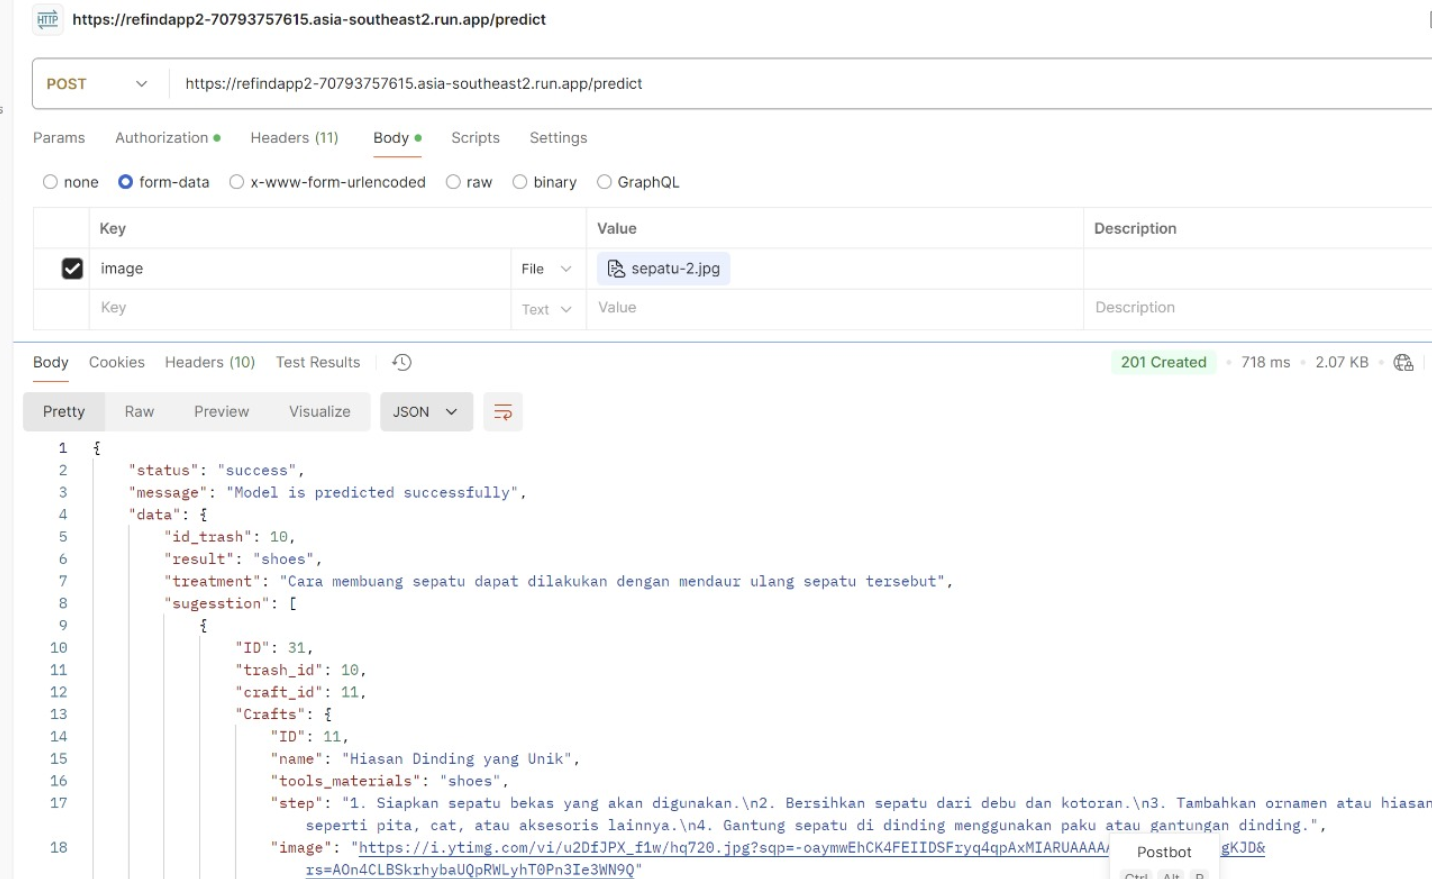 HTTP https://refindapp2-70793757615.asia-southeast2.run.app/predict
POST https://refindapp2-70793757615.asia-southeast2.run.app/predict
Params Authorization Headers (11) Body Scripts Settings
none form-data x-www-form-urlencoded raw binary GraphQL
Key Value Description
image File sepatu-2.jpg
Key Text Value Description
Body Cookies Headers (10) Test Results 201 Created 718 ms 2.07 KB
Pretty Raw Preview Visualize JSON
1 {
2 "status": "success",
3 "message": "Model is predicted successfully",
4 "data": {
5 "id_trash": 10,
6 "result": "shoes",
7 "treatment": "Cara membuang sepatu dapat dilakukan dengan mendaur ulang sepatu tersebut",
8 "sugesstion": [
9 {
10 "ID": 31,
11 "trash_id": 10,
12 "craft_id": 11,
13 "Crafts": {
14 "ID": 11,
15 "name": "Hiasan Dinding yang Unik",
16 "tools_materials": "shoes",
17 "step": "1. Siapkan sepatu bekas yang akan digunakan.\n2. Bersihkan sepatu dari debu dan kotoran.\n3. Tambahkan ornamen atau hiasan
seperti pita, cat, atau aksesoris lainnya.\n4. Gantung sepatu di dinding menggunakan paku atau gantungan dinding.",
18 "image": "https://i.ytimg.com/vi/u2DfJPX_f1w/hq720.jpg?sqp=-oaymwEhCK4FEIIDSFryq4qpAxMIARUAAAA gKJD&
rs=AOn4CLBSkrhybaUQpRWLyhT0Pn3Ie3WN9Q"
Postbot
Ctrl Alt P